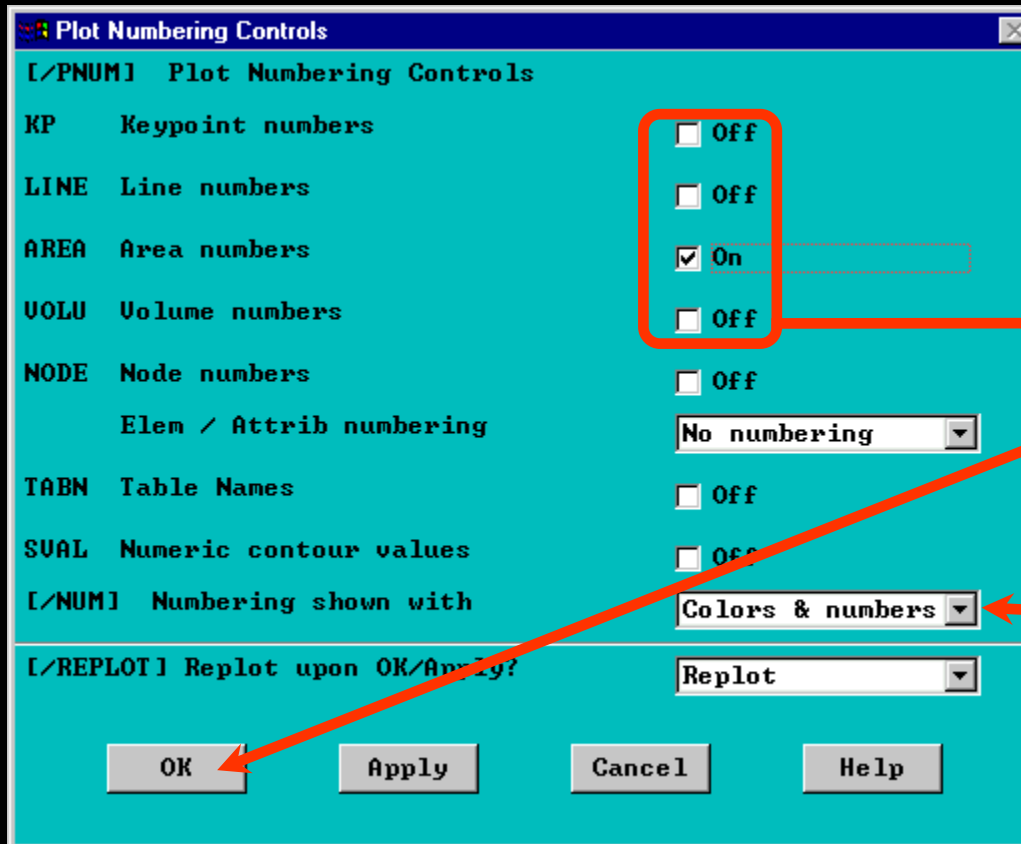 Plot Numbering Controls
[/PNUM] Plot Numbering Controls
KP Keypoint numbers Off
LINE Line numbers Off
AREA Area numbers On
VOLU Volume numbers Off
NODE Node numbers Off
Elem / Attrib numbering No numbering
TABN Table Names Off
SVAL Numeric contour values Off
[/NUM] Numbering shown with Colors & numbers
[/REPLOT] Replot upon OK/Apply? Replot
OK Apply Cancel Help